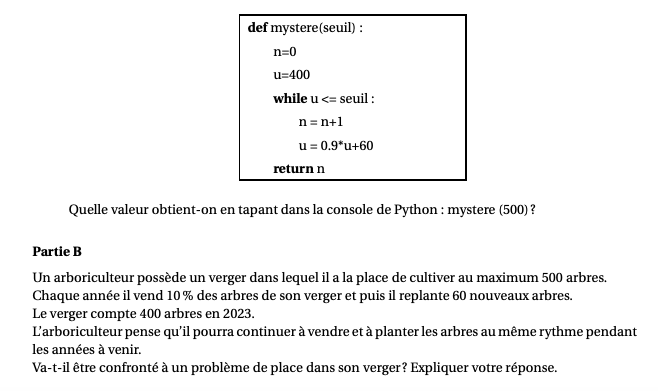 def mystere(seuil) :
n=0
u=400
while u <= seuil :
n = n+1
u = 0.9*u+60
return n
Quelle valeur obtient-on en tapant dans la console de Python : mystere (500) ?
Partie B
Un arboriculteur possède un verger dans lequel il a la place de cultiver au maximum 500 arbres.
Chaque année il vend 10 % des arbres de son verger et puis il replante 60 nouveaux arbres.
Le verger compte 400 arbres en 2023.
L'arboriculteur pense qu'il pourra continuer à vendre et à planter les arbres au même rythme pendant
les années à venir.
Va-t-il être confronté à un problème de place dans son verger ? Expliquer votre réponse.